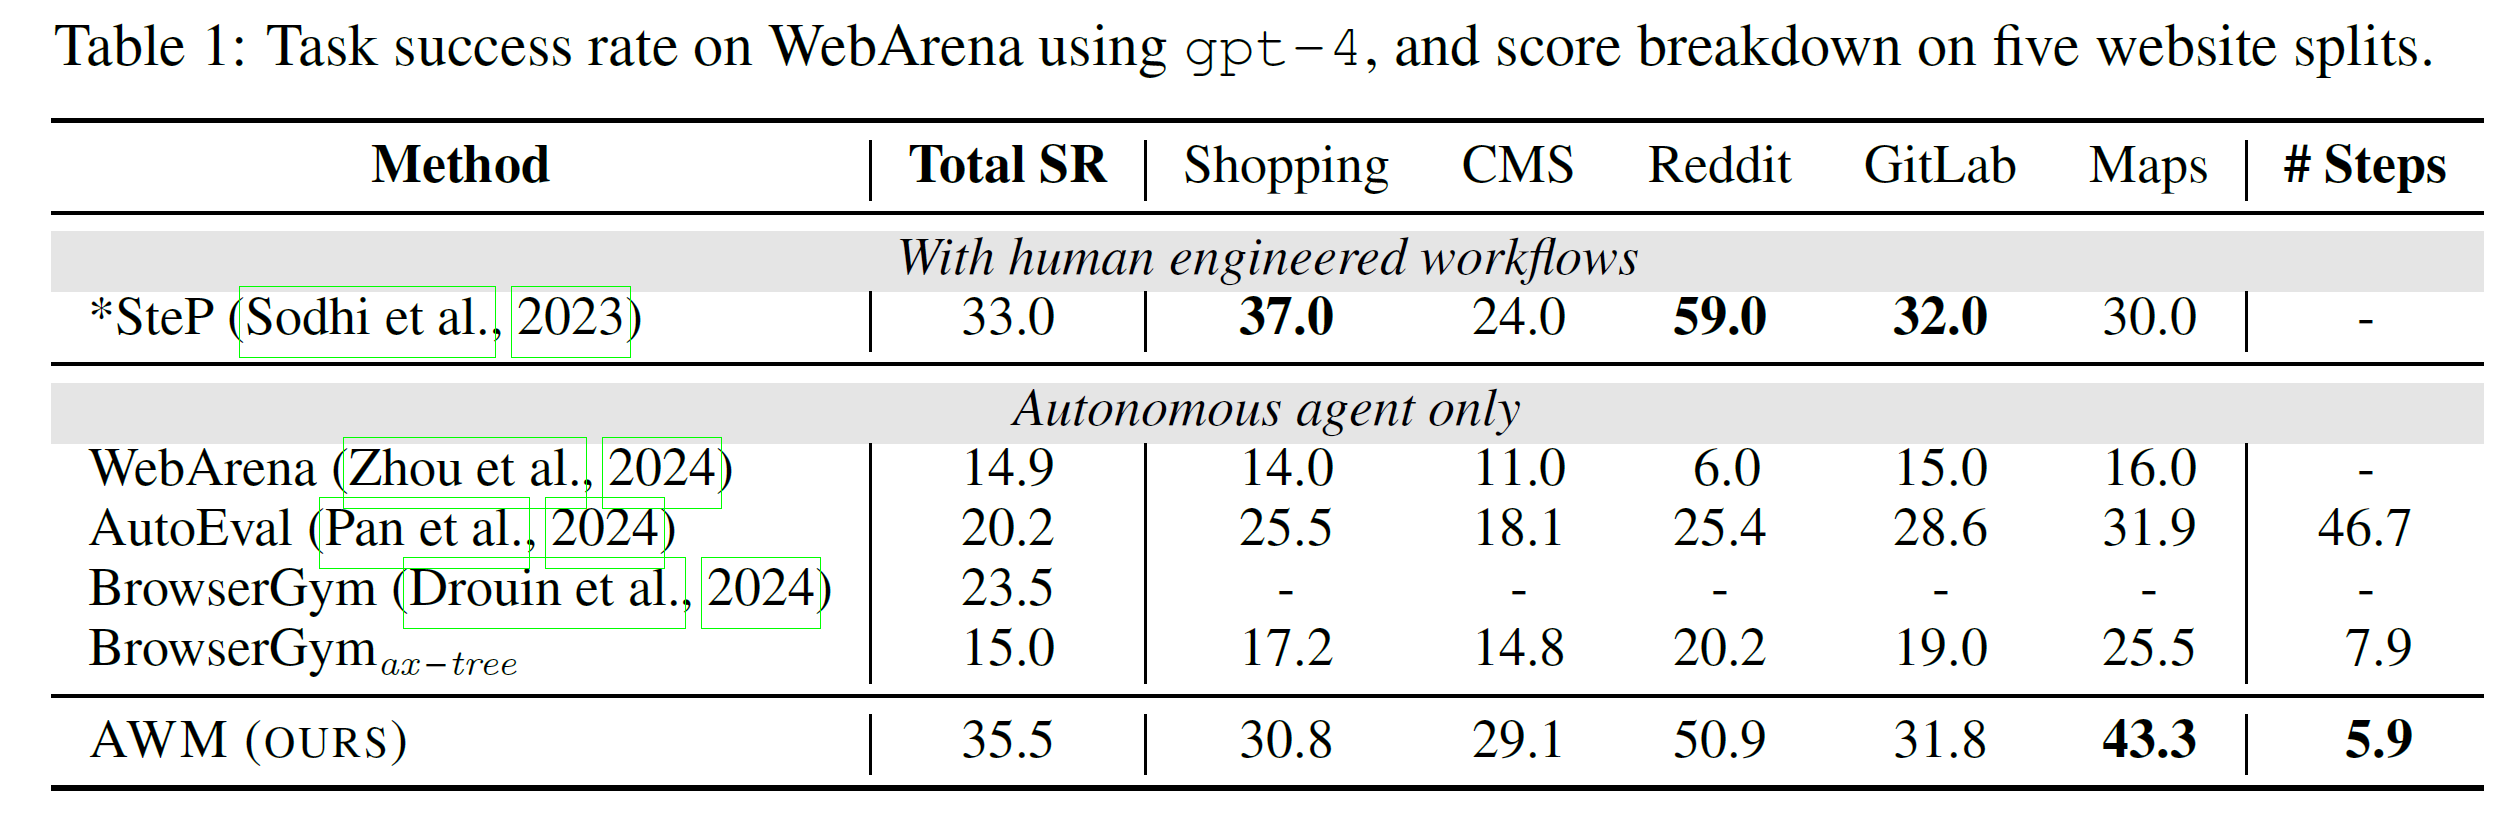 Table 1: Task success rate on WebArena using gpt-4, and score breakdown on five website splits.
Method Total SR Shopping CMS Reddit GitLab Maps # Steps
With human engineered workflows
*SteP (Sodhi et al., 2023) 33.0 37.0 24.0 59.0 32.0 30.0 -
Autonomous agent only
WebArena (Zhou et al., 2024) 14.9 14.0 11.0 6.0 15.0 16.0 -
AutoEval (Pan et al., 2024) 20.2 25.5 18.1 25.4 28.6 31.9 46.7
BrowserGym (Drouin et al., 2024) 23.5 - - - - - -
BrowserGym ax-tree 15.0 17.2 14.8 20.2 19.0 25.5 7.9
AWM (OURS) 35.5 30.8 29.1 50.9 31.8 43.3 5.9